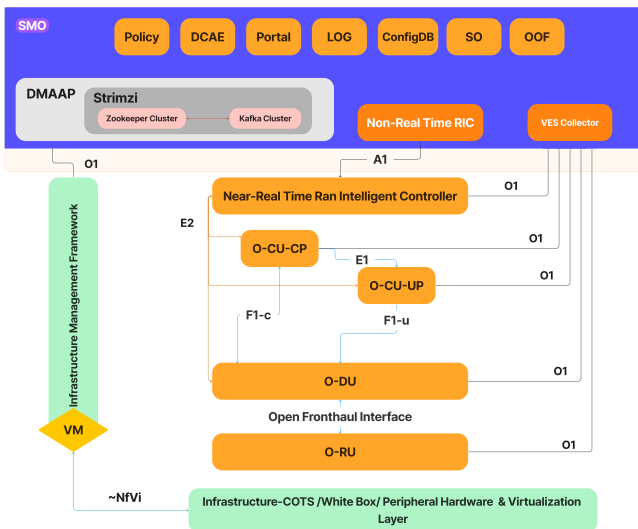 SMO
Policy
DCAE
Portal
LOG
ConfigDB
SO
OOF
DMAAP
Strimzi
Zookeeper Cluster
Kafka Cluster
Non-Real Time RIC
VES Collector
O1
A1
Near-Real Time Ran Intelligent Controller
O1
E2
O-CU-CP
O1
E1
O-CU-UP
O1
F1-c
F1-u
Infrastructure Management Framework
O-DU
O1
Open Fronthaul Interface
VM
O-RU
O1
~NfVi
Infrastructure-COTS /White Box/ Peripheral Hardware & Virtualization
Layer